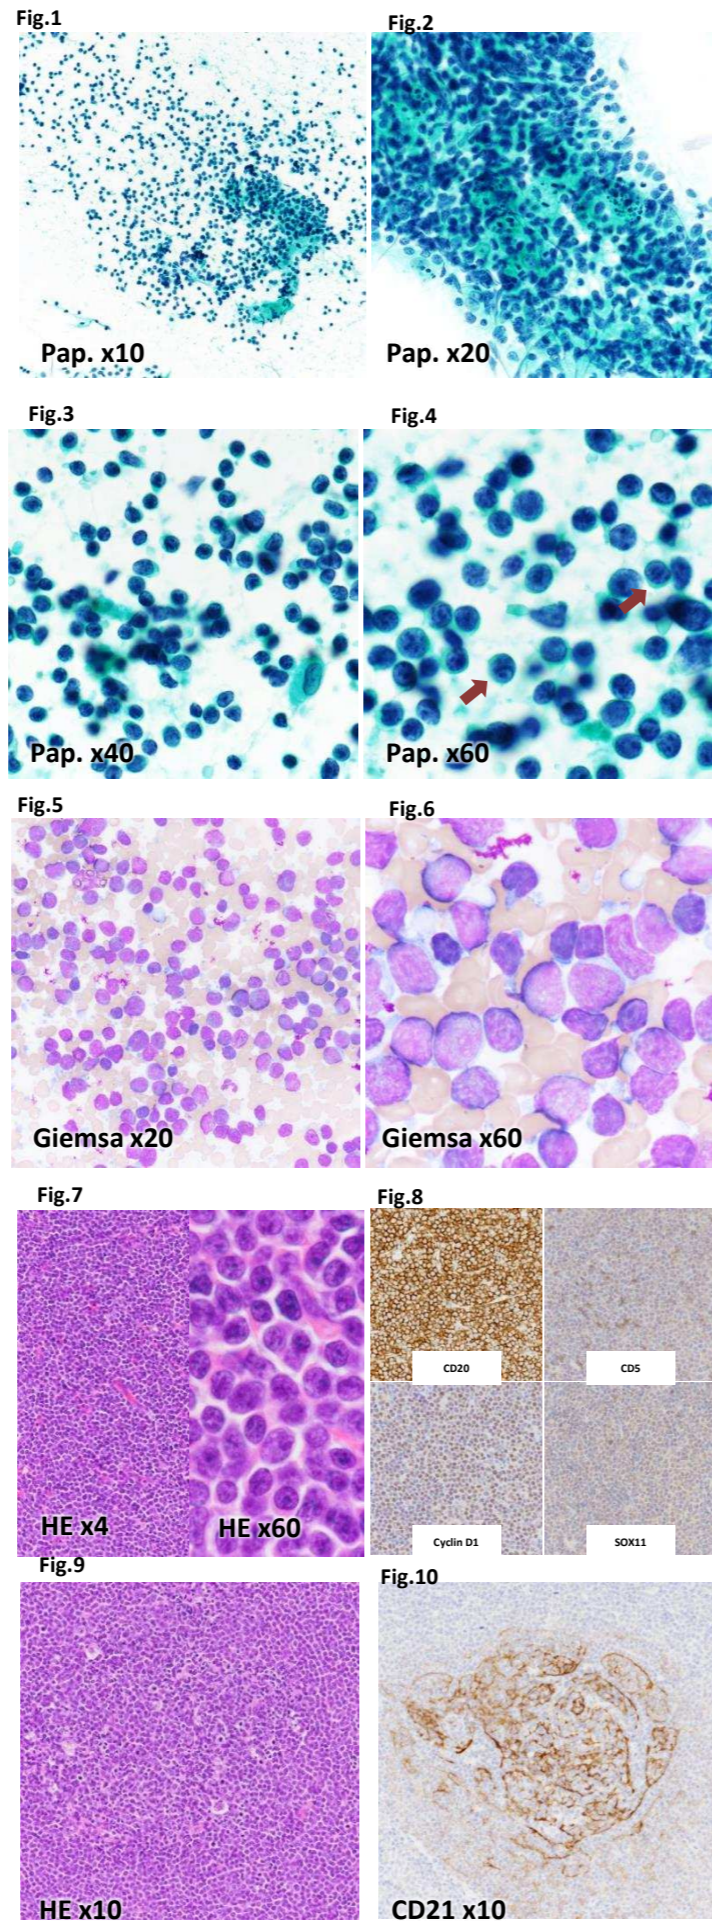 Fig.1
Fig.2
Pap. x10
Pap. x20
Fig.3
Fig.4
Pap. x40
Pap. x60
Fig.5
Fig.6
Giemsa x20
Giemsa x60
Fig.7
Fig.8
CD20
CD5
HE x4
HE x60
Cyclin D1
SOX11
Fig.9
Fig.10
HE x10
CD21 x10